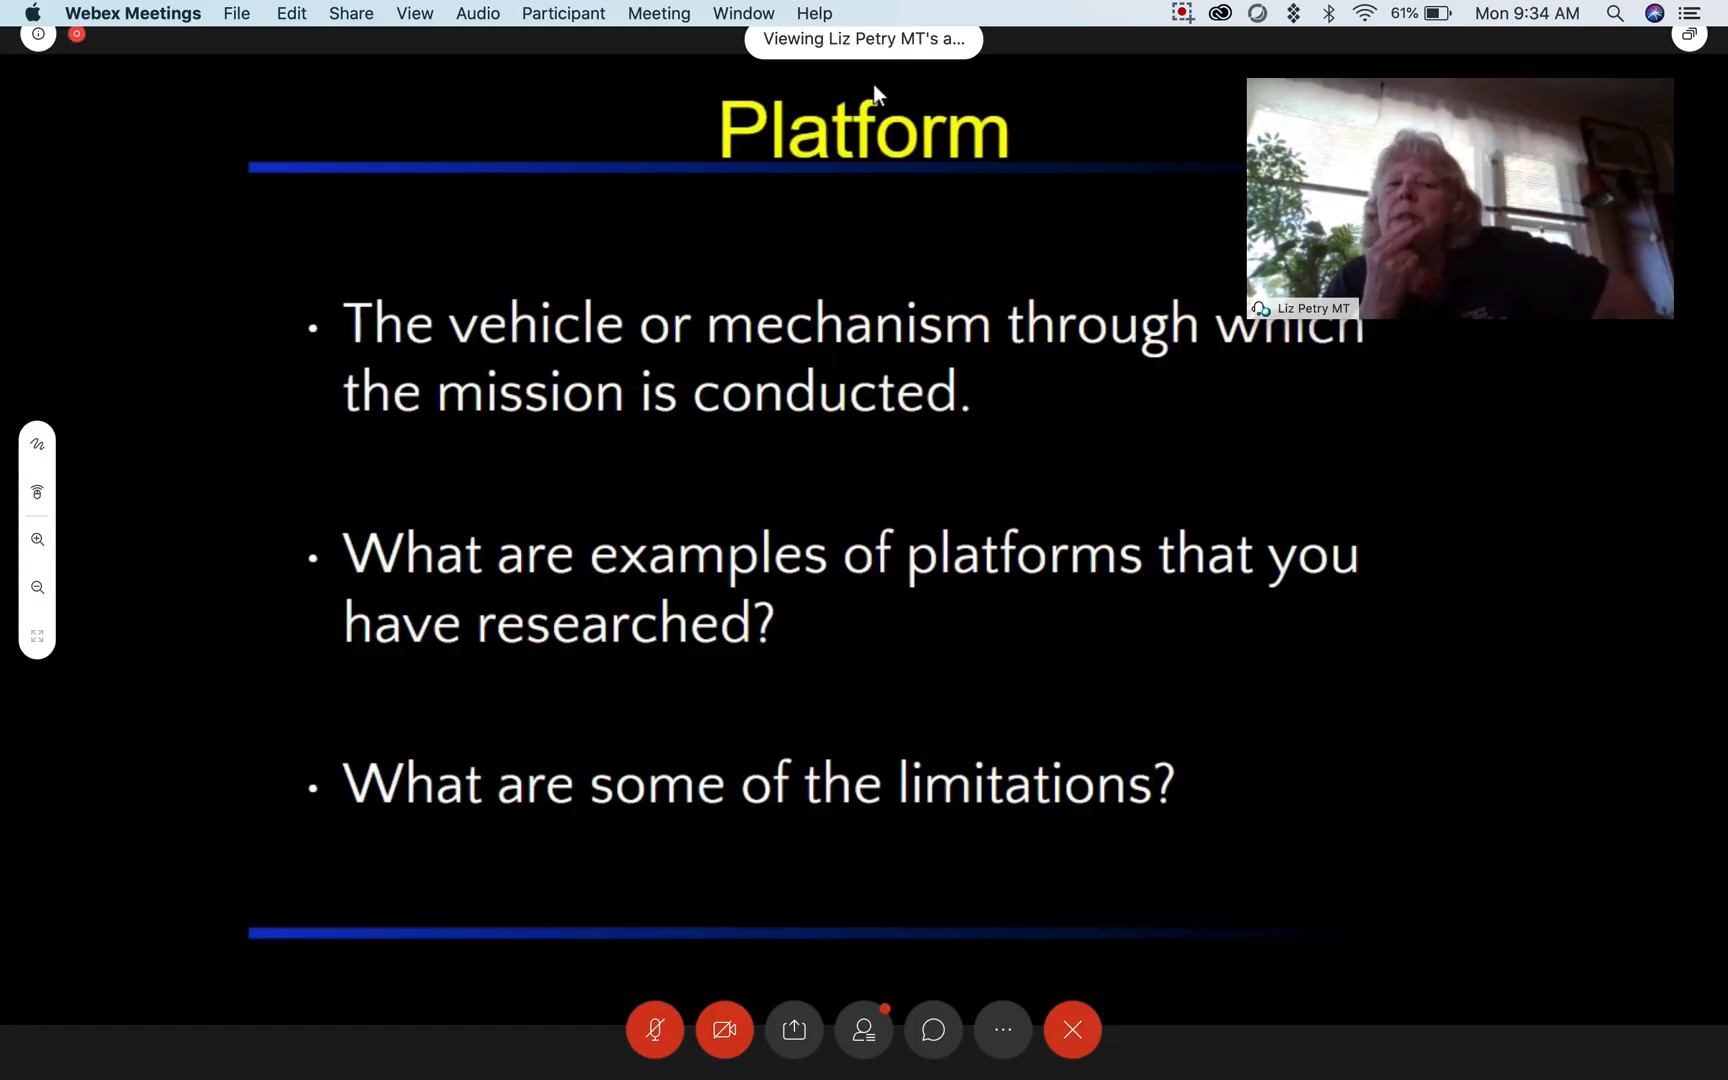 Webex Meetings File Edit Share View Audio Participant Meeting Window Help 61% Mon 9:34 AM
Viewing Liz Petry MT's a...
Platform
Liz Petry MT
• The vehicle or mechanism through which
the mission is conducted.
• What are examples of platforms that you
have researched?
• What are some of the limitations?